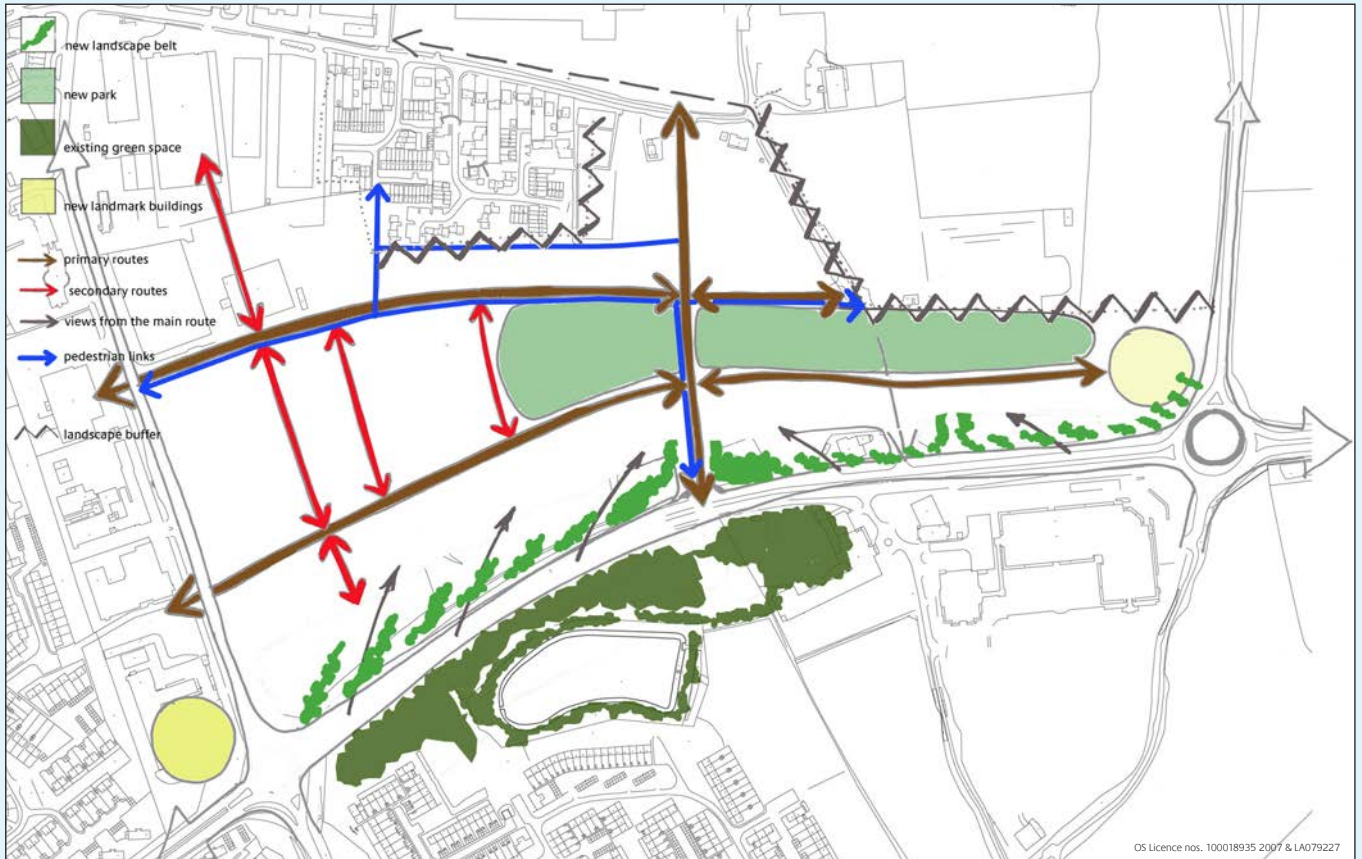 new landscape belt
new park
existing green space
new landmark buildings
primary routes
secondary routes
views from the main route
pedestrian links
landscape buffer
OS Licence nos. 100018935 2007 & LA079227